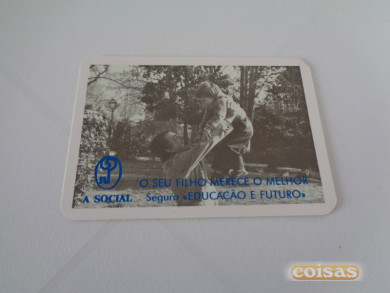 O SEU FILHO MERECE O MELHOR
A SOCIAL Seguro «EDUCAÇÃO E FUTURO»
coisas